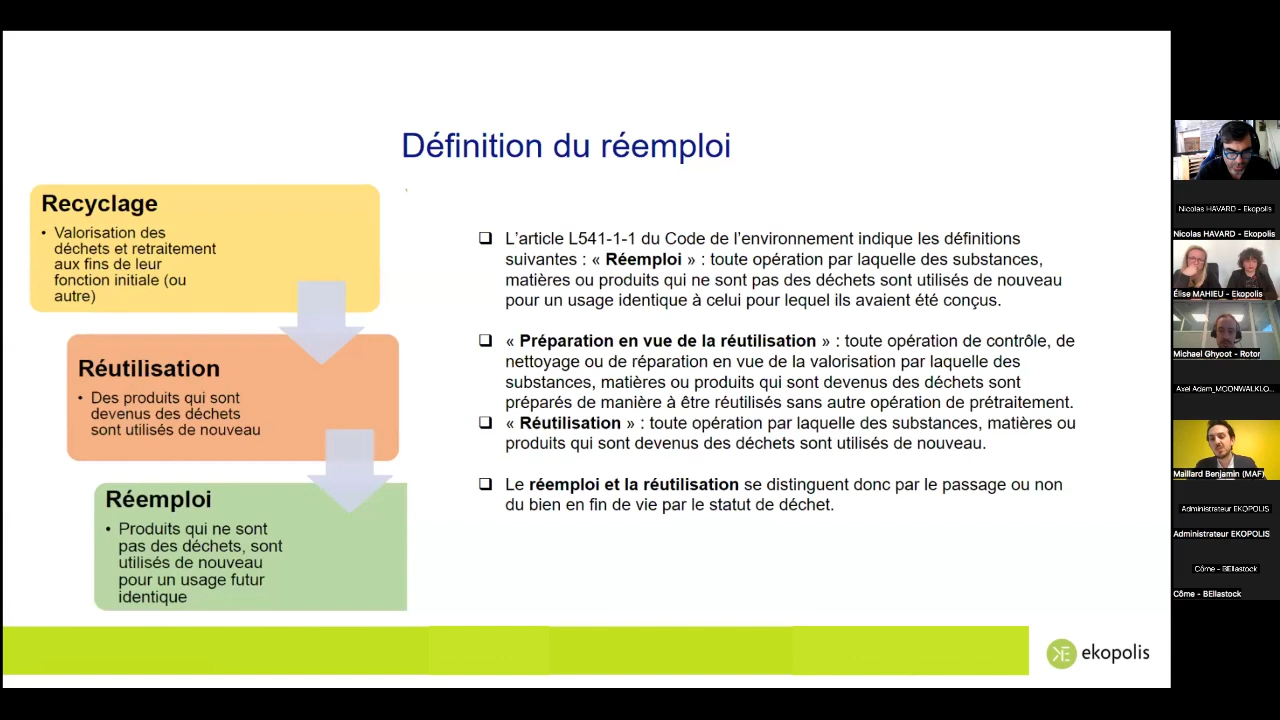 Définition du réemploi
Recyclage
• Valorisation des
déchets et retraitement
aux fins de leur
fonction initiale (ou
autre)
Réutilisation
• Des produits qui sont
devenus des déchets
sont utilisés de nouveau
Réemploi
• Produits qui ne sont
pas des déchets, sont
utilisés de nouveau
pour un usage futur
identique
❑ L’article L541-1-1 du Code de l’environnement indique les définitions
suivantes : « Réemploi » : toute opération par laquelle des substances,
matières ou produits qui ne sont pas des déchets sont utilisés de nouveau
pour un usage identique à celui pour lequel ils avaient été conçus.
❑ « Préparation en vue de la réutilisation » : toute opération de contrôle, de
nettoyage ou de réparation en vue de la valorisation par laquelle des
substances, matières ou produits qui sont devenus des déchets sont
préparés de manière à être réutilisés sans autre opération de prétraitement.
❑ « Réutilisation » : toute opération par laquelle des substances, matières ou
produits qui sont devenus des déchets sont utilisés de nouveau.
❑ Le réemploi et la réutilisation se distinguent donc par le passage ou non
du bien en fin de vie par le statut de déchet.
ekopolis
Nicolas HAVARD - Ekopolis
Nicolas HAVARD - Ekopolis
Élise MAHIEU - Ekopolis
Michael Ghyoot - Rotor
Axel Adam_MOONWALKLO...
Maillard Benjamin (MAF)
Administrateur EKOPOLIS
Administrateur EKOPOLIS
Côme - BEllastock
Côme - BEllastock